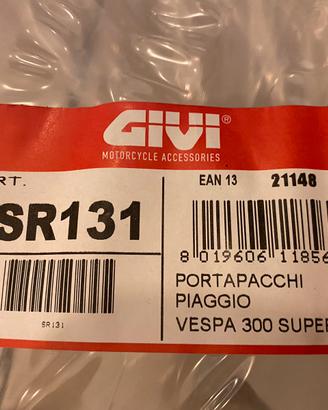 GIVI®
MOTORCYCLE ACCESSORIES
RT.
EAN 13 21148
SR131
8 019606 11856
SR131
PORTAPACCHI
PIAGGIO
VESPA 300 SUPER